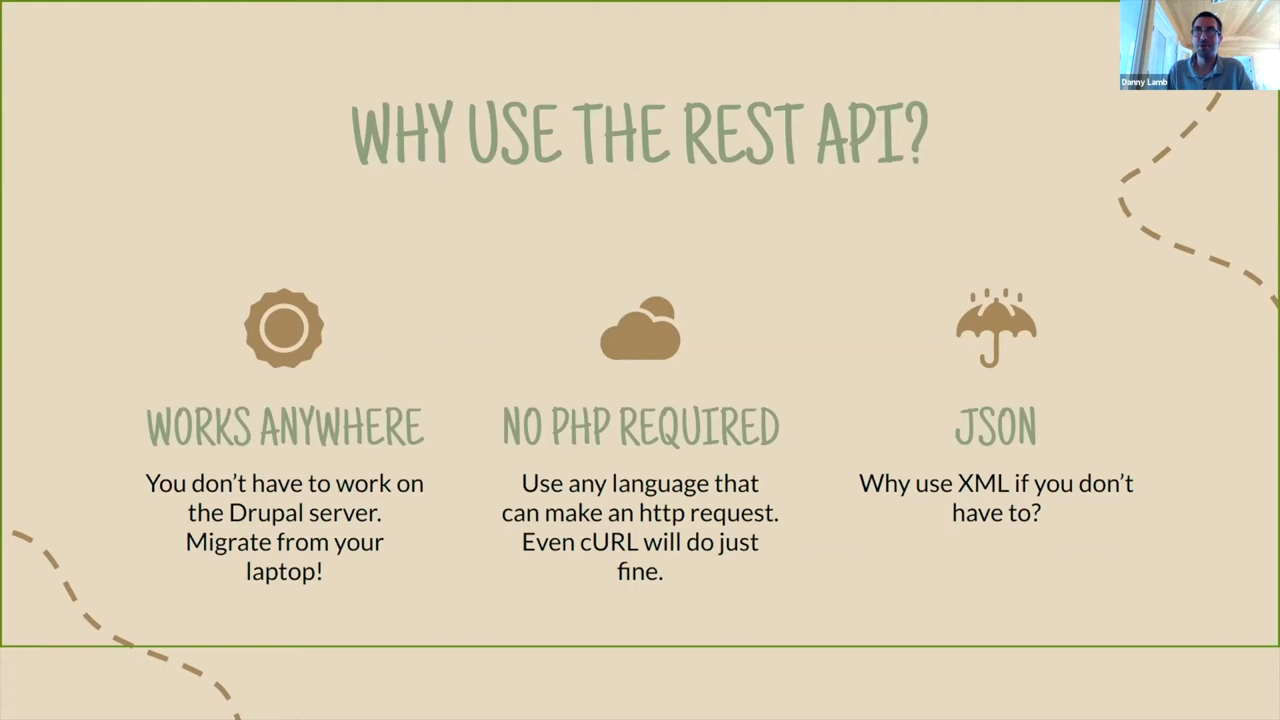 Danny Lamb
WHY USE THE REST API?
WORKS ANYWHERE
You don’t have to work on
the Drupal server.
Migrate from your
laptop!
NO PHP REQUIRED
Use any language that
can make an http request.
Even cURL will do just
fine.
JSON
Why use XML if you don’t
have to?